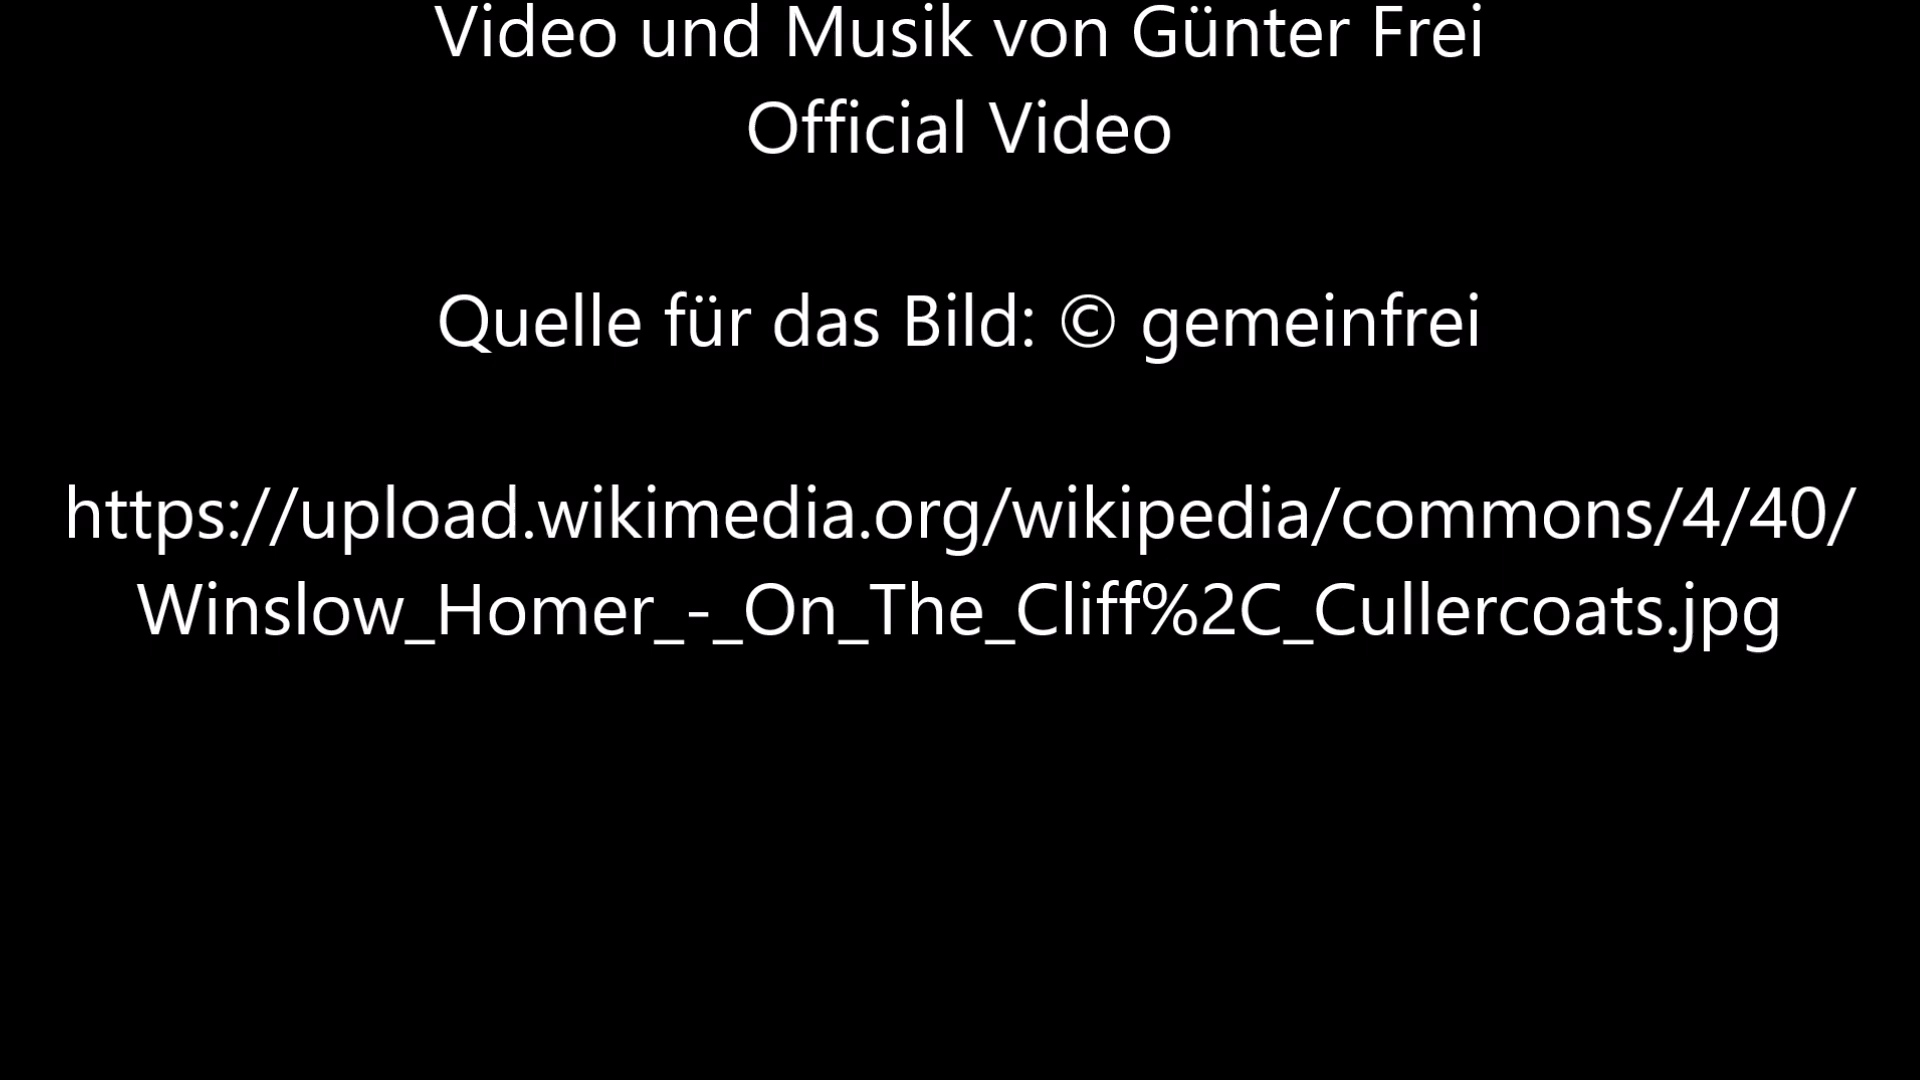 Video und Musik von Günter Frei
Official Video
Quelle für das Bild: © gemeinfrei
https://upload.wikimedia.org/wikipedia/commons/4/40/
Winslow_Homer_-_On_The_Cliff%2C_Cullercoats.jpg